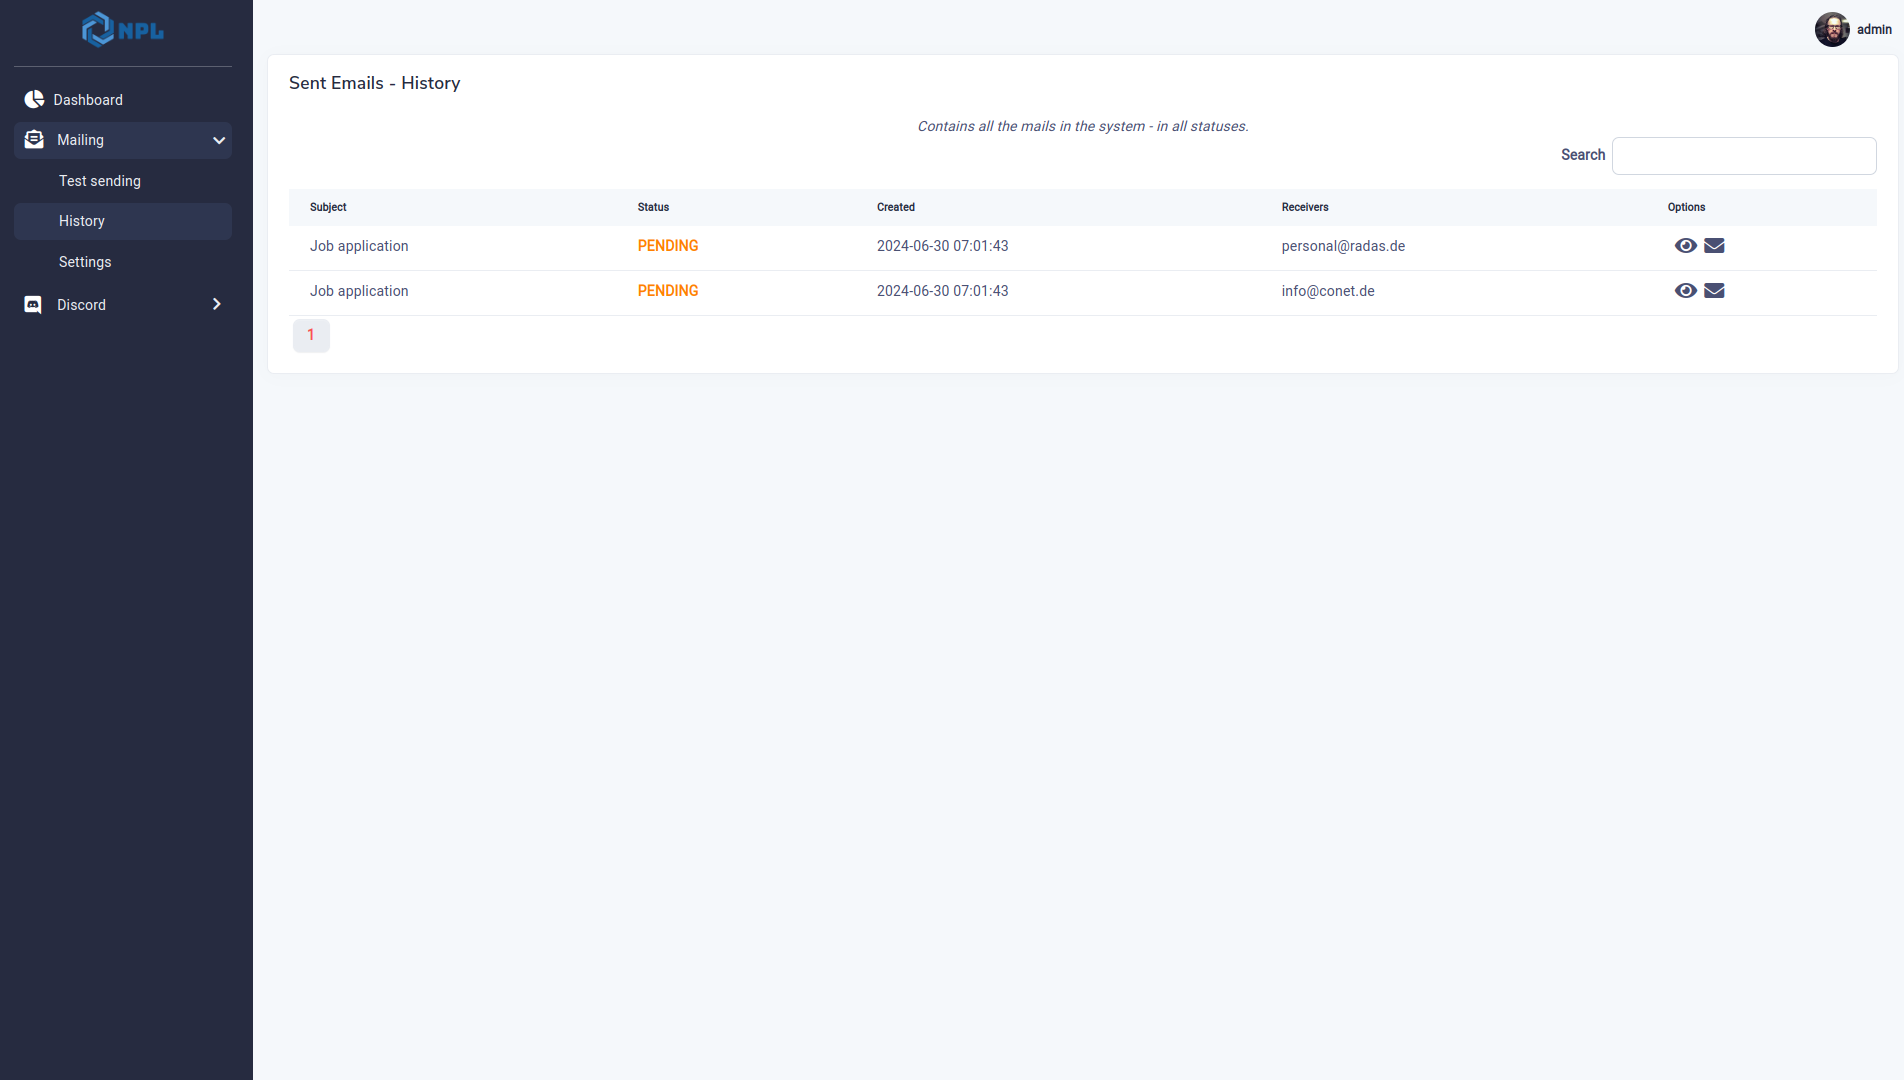 NPL
admin
Dashboard
Mailing
Test sending
History
Settings
Discord
Sent Emails - History
Contains all the mails in the system - in all statuses.
Search
Subject Status Created Receivers Options
Job application PENDING 2024-06-30 07:01:43 personal@radas.de
Job application PENDING 2024-06-30 07:01:43 info@conet.de
1